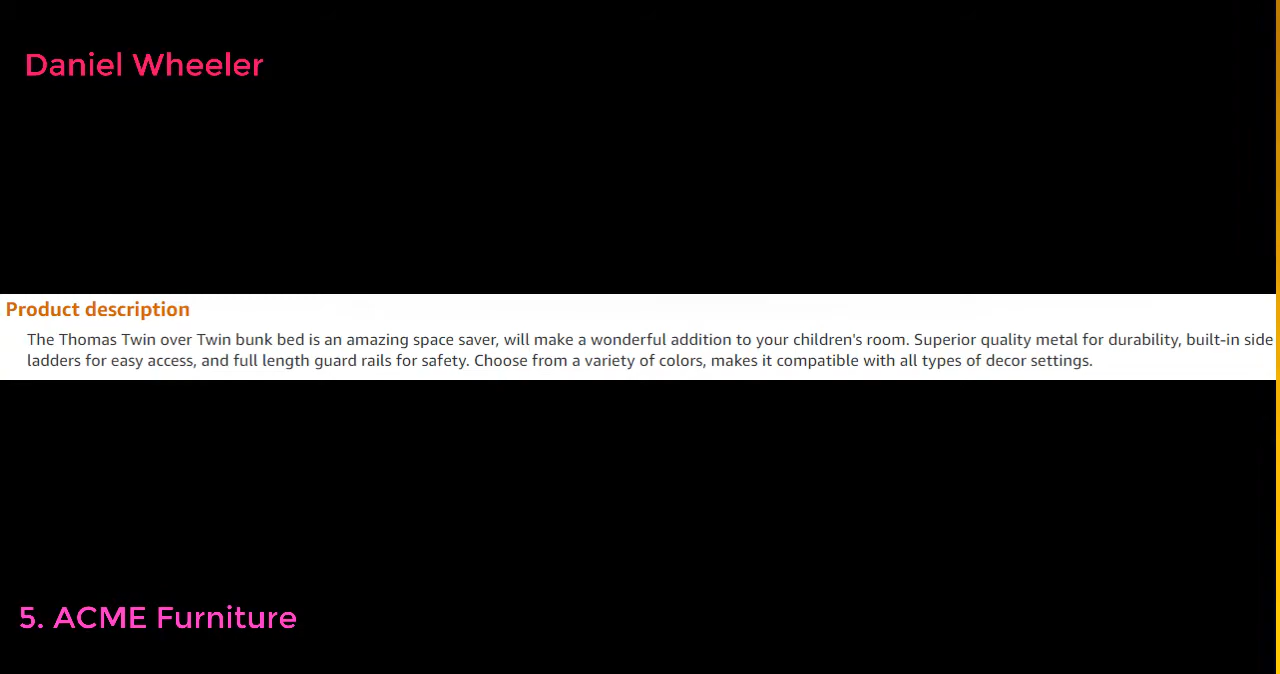 Daniel Wheeler
Product description
The Thomas Twin over Twin bunk bed is an amazing space saver, will make a wonderful addition to your children's room. Superior quality metal for durability, built-in side
ladders for easy access, and full length guard rails for safety. Choose from a variety of colors, makes it compatible with all types of decor settings.
5. ACME Furniture